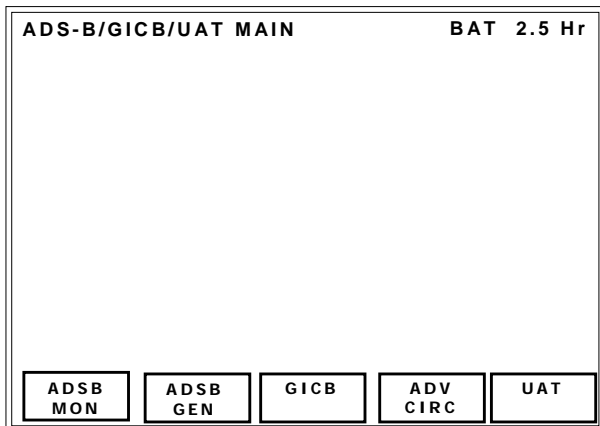 ADS-B/GICB/UAT MAIN BAT 2.5 Hr
ADSB ADSB GICB ADV UAT
MON GEN CIRC